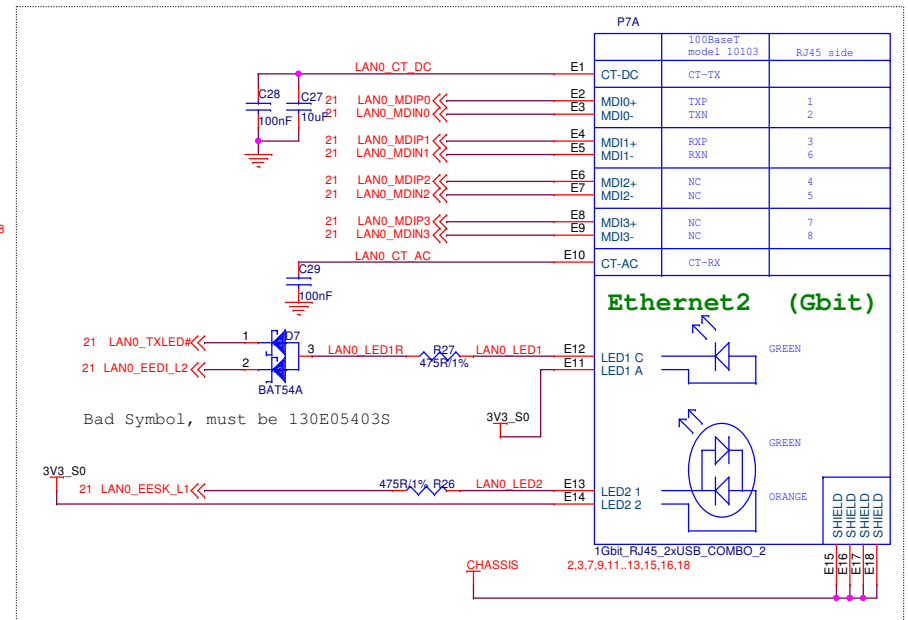 P7A
100BaseT
model 10103 RJ45 side
LAN0_CT_DC E1 CT-DC CT-TX
C28 C27
100nF 10uF
21 LAN0_MDIP0 E2 MDI0+ TXP 1
21 LAN0_MDIN0 E3 MDI0- TXN 2
21 LAN0_MDIP1 E4 MDI1+ RXP 3
21 LAN0_MDIN1 E5 MDI1- RXN 6
21 LAN0_MDIP2 E6 MDI2+ NC 4
21 LAN0_MDIN2 E7 MDI2- NC 5
21 LAN0_MDIP3 E8 MDI3+ NC 7
21 LAN0_MDIN3 E9 MDI3- NC 8
8
LAN0_CT_AC E10 CT-AC CT-RX
C29
100nF
Ethernet2 (Gbit)
21 LAN0_TXLED# 1 D7
3 LAN0_LED1R R27 LAN0_LED1 E12 LED1 C GREEN
475R/1%
21 LAN0_EEDI_L2 2 E11 LED1 A
BAT54A
Bad Symbol, must be 130E05403S
3V3_S0
GREEN
3V3_S0
21 LAN0_EESK_L1 475R/1% R26 LAN0_LED2 E13 LED2 1
E14 LED2 2
ORANGE
SHIELD
SHIELD
SHIELD
SHIELD
1Gbit_RJ45_2xUSB_COMBO_2
2,3,7,9,11..13,15,16,18
CHASSIS
E15
E16
E17
E18